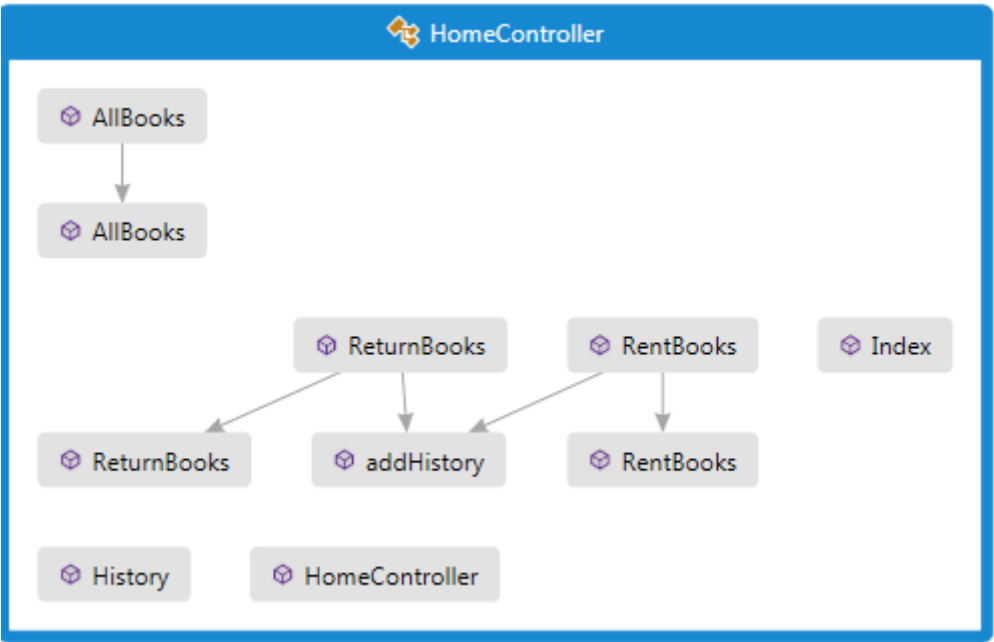 HomeController
AllBooks
AllBooks
ReturnBooks
RentBooks
Index
ReturnBooks
addHistory
RentBooks
History
HomeController